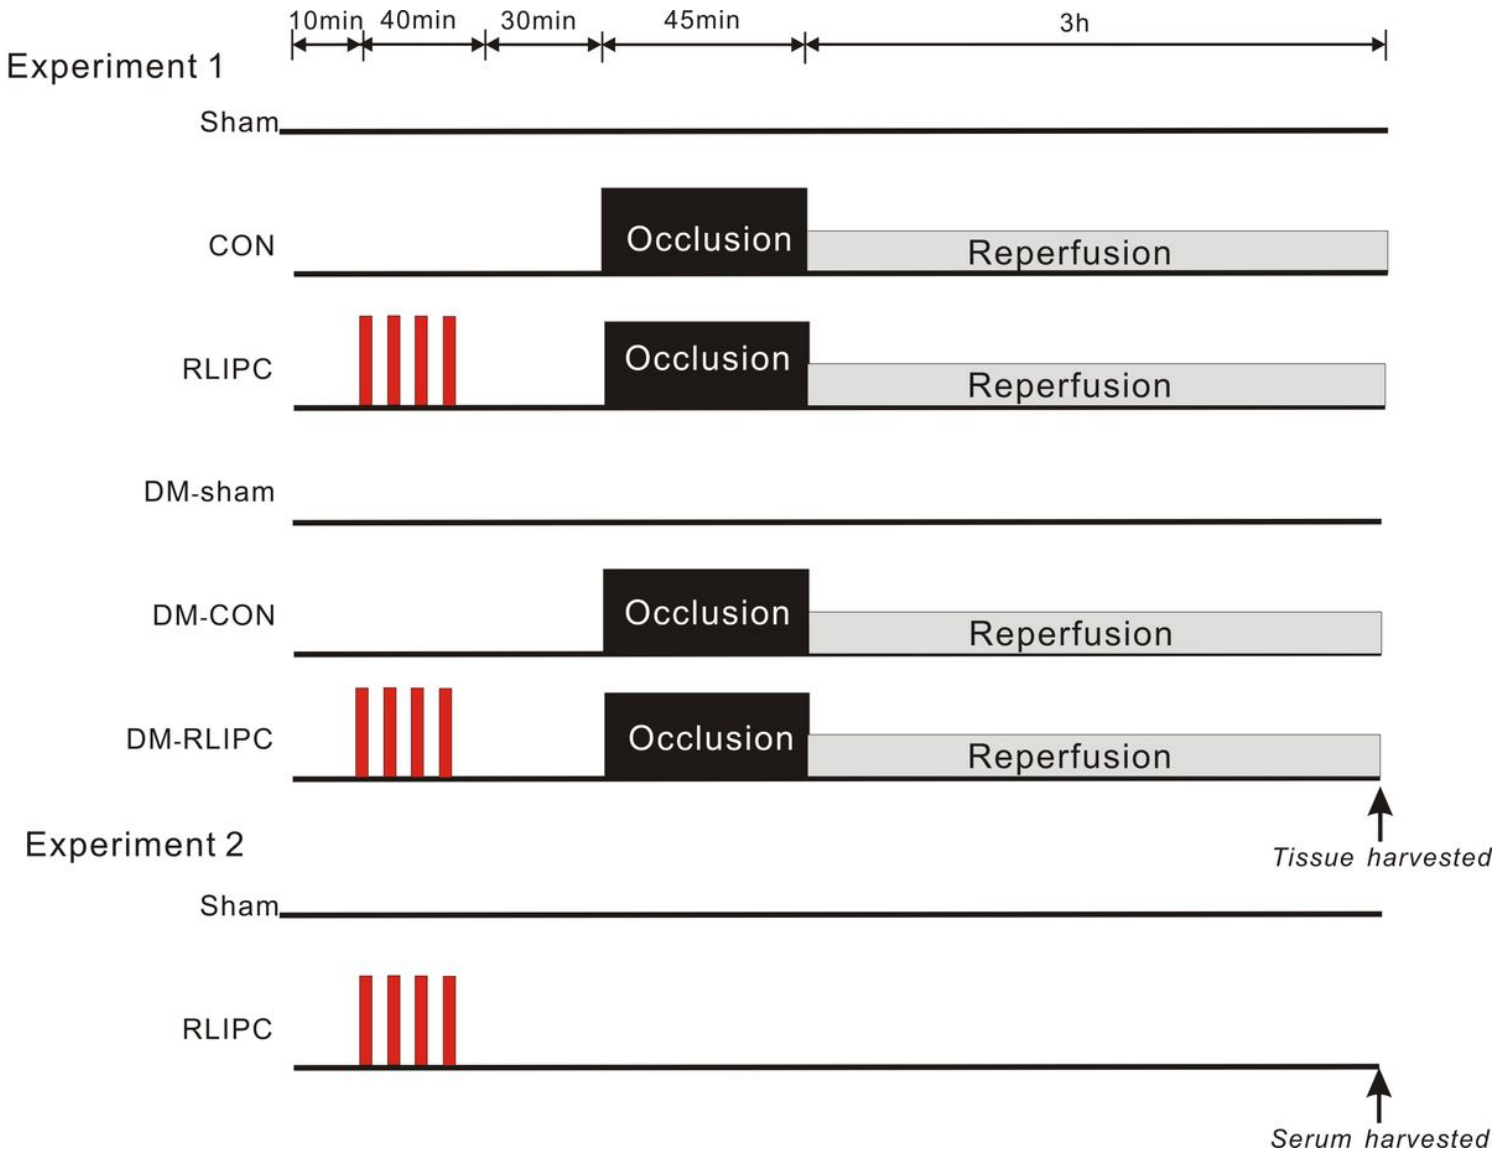 10min 40min 30min 45min 3h
Experiment 1
Sham
CON Occlusion Reperfusion
RLIPC Occlusion Reperfusion
DM-sham
DM-CON Occlusion Reperfusion
DM-RLIPC Occlusion Reperfusion
Experiment 2
Tissue harvested
Sham
RLIPC
Serum harvested